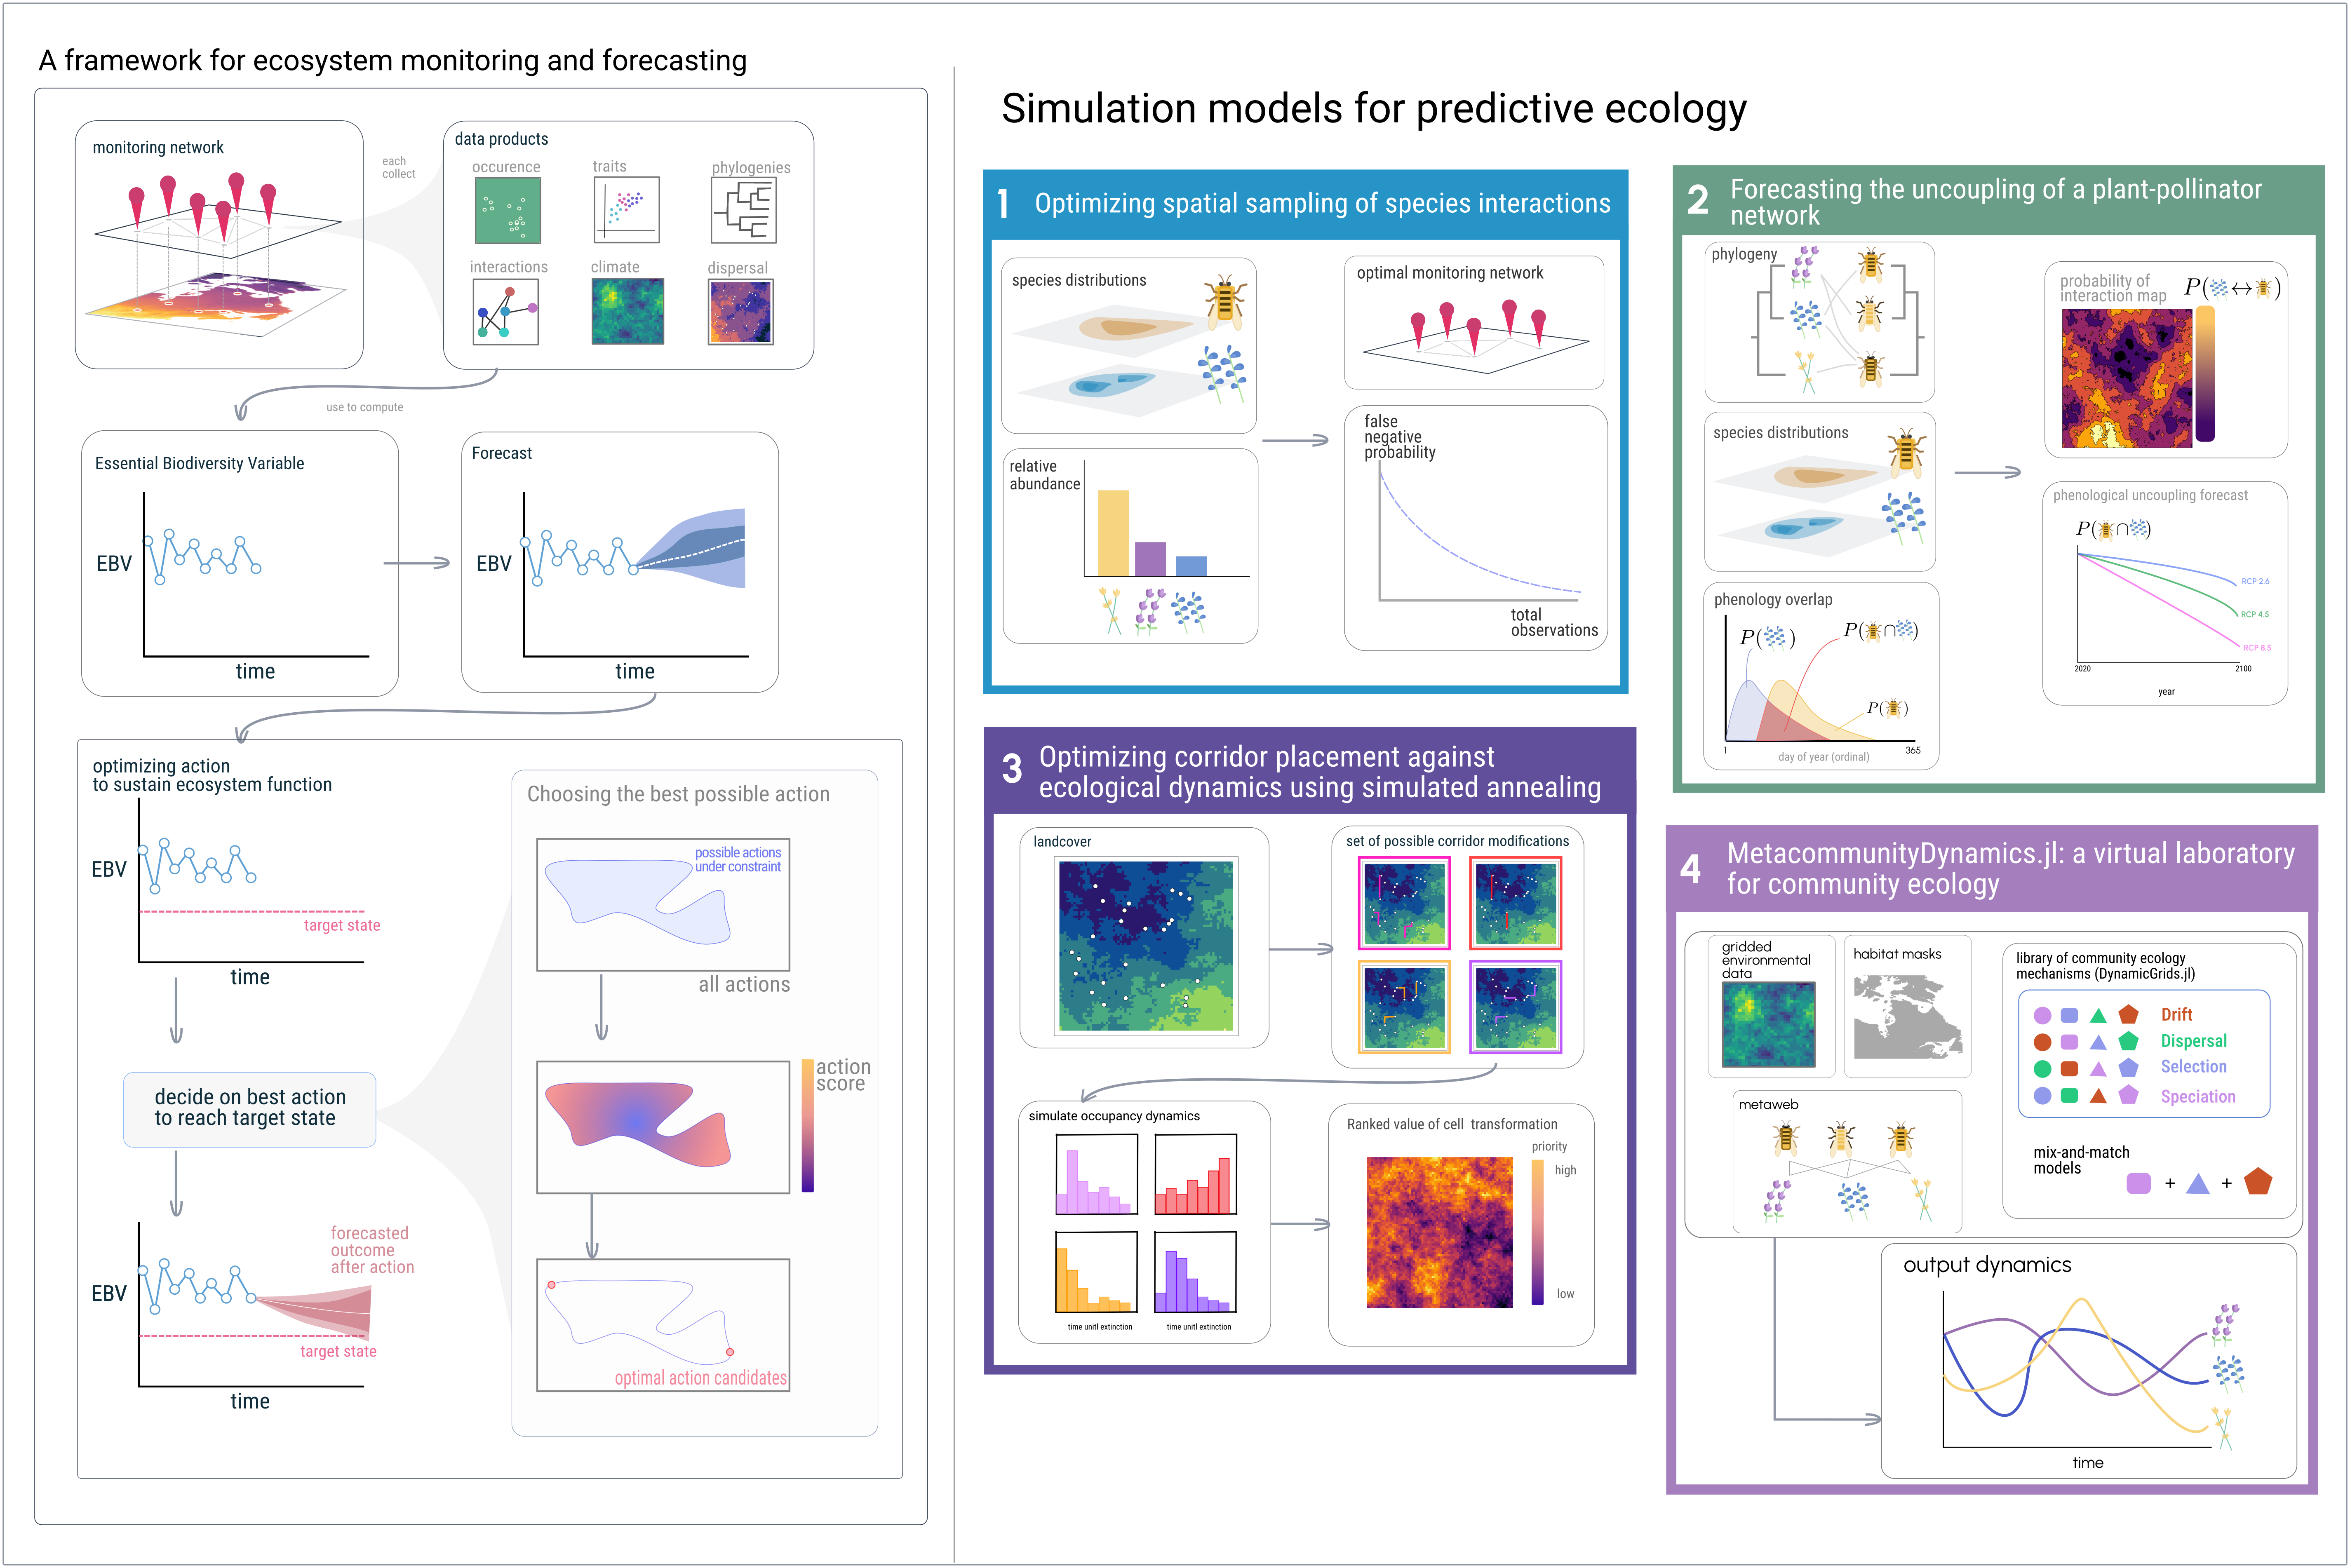 A framework for ecosystem monitoring and forecasting
monitoring network
each
collect
data products
occurence
traits
phylogenies
interactions
climate
dispersal
use to compute
Essential Biodiversity Variable
EBV
time
Forecast
EBV
time
optimizing action
to sustain ecosystem function
EBV
target state
time
decide on best action
to reach target state
forecasted
outcome
after action
EBV
target state
time
Choosing the best possible action
possible actions
under constraint
all actions
action
score
optimal action candidates
Simulation models for predictive ecology
1
Optimizing spatial sampling of species interactions
species distributions
relative
abundance
optimal monitoring network
false
negative
probability
total
observations
2
Forecasting the uncoupling of a plant-pollinator
network
phylogeny
species distributions
phenology overlap
P( )
P( ∩ )
P( )
1
365
day of year (ordinal)
probability of
interaction map
P( ↔ )
phenological uncoupling forecast
P( ∩ )
RCP 2.6
RCP 4.5
RCP 8.5
2020
2100
year
3
Optimizing corridor placement against
ecological dynamics using simulated annealing
landcover
set of possible corridor modifications
simulate occupancy dynamics
time unitl extinction
time unitl extinction
Ranked value of cell transformation
priority
high
low
4
MetacommunityDynamics.jl: a virtual laboratory
for community ecology
gridded
environmental
data
habitat masks
metaweb
library of community ecology
mechanisms (DynamicGrids.jl)
Drift
Dispersal
Selection
Speciation
mix-and-match
models
+ +
output dynamics
time